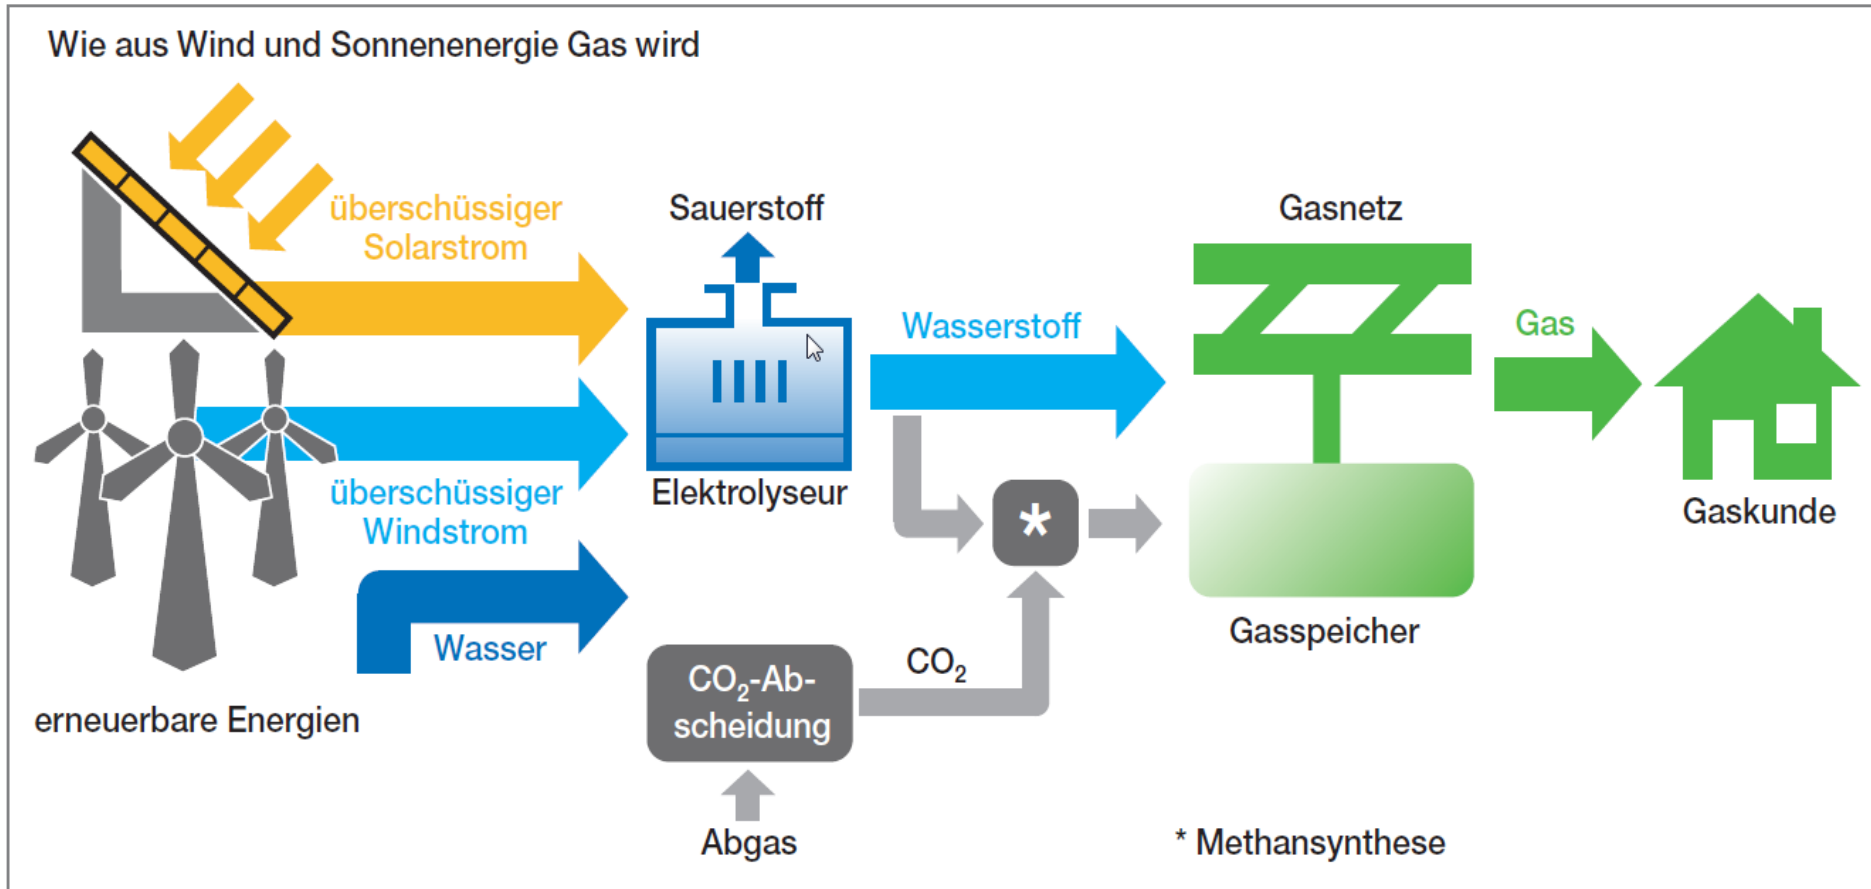 Wie aus Wind und Sonnenenergie Gas wird
überschüssiger
Solarstrom
Sauerstoff
Gasnetz
Wasserstoff
Gas
Elektrolyseur
überschüssiger
Windstrom
*
Gaskunde
Wasser
Gasspeicher
CO₂
CO₂-Ab-
scheidung
erneuerbare Energien
Abgas
* Methansynthese